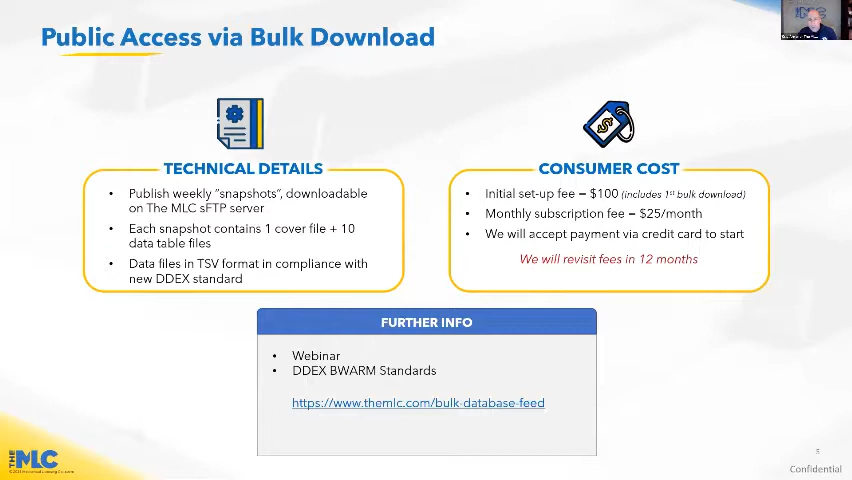 Public Access via Bulk Download
TECHNICAL DETAILS
• Publish weekly “snapshots”, downloadable
on The MLC sFTP server
• Each snapshot contains 1 cover file + 10
data table files
• Data files in TSV format in compliance with
new DDEX standard
CONSUMER COST
• Initial set-up fee = $100 (includes 1st bulk download)
• Monthly subscription fee = $25/month
• We will accept payment via credit card to start
We will revisit fees in 12 months
FURTHER INFO
• Webinar
• DDEX BWARM Standards
https://www.themlc.com/bulk-database-feed
THE MLC
5
Confidential